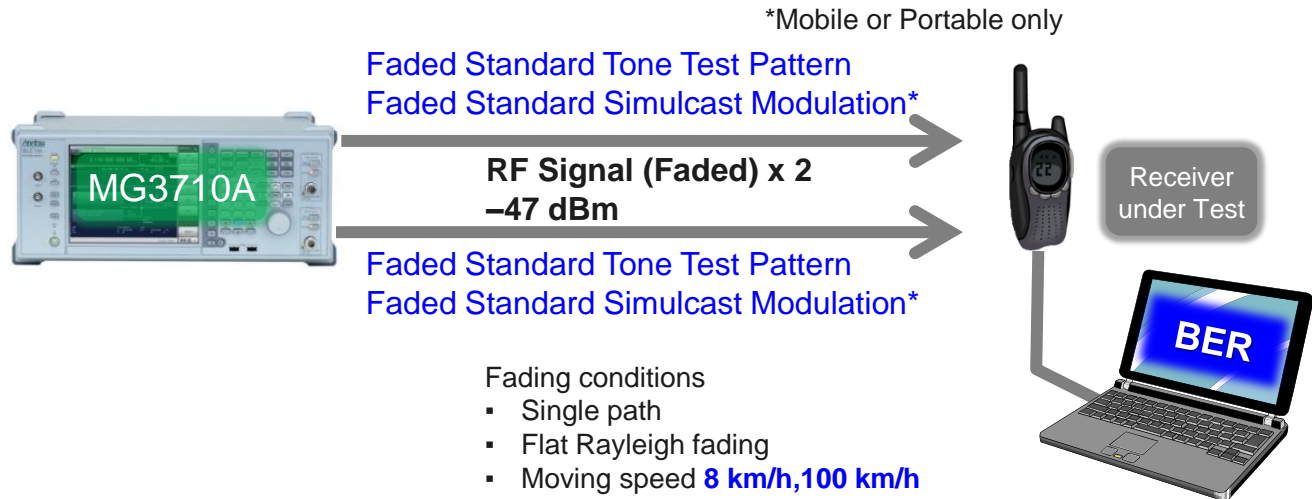 *Mobile or Portable only
Faded Standard Tone Test Pattern
Faded Standard Simulcast Modulation*
RF Signal (Faded) x 2
–47 dBm
MG3710A
Receiver
under Test
22
Faded Standard Tone Test Pattern
Faded Standard Simulcast Modulation*
BER
Fading conditions
▪ Single path
▪ Flat Rayleigh fading
▪ Moving speed 8 km/h,100 km/h